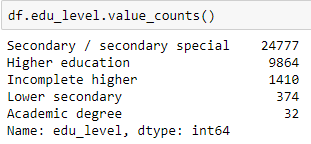 df.edu_level.value_counts()
Secondary / secondary special    24777
Higher education                  9864
Incomplete higher                 1410
Lower secondary                    374
Academic degree                     32
Name: edu_level, dtype: int64